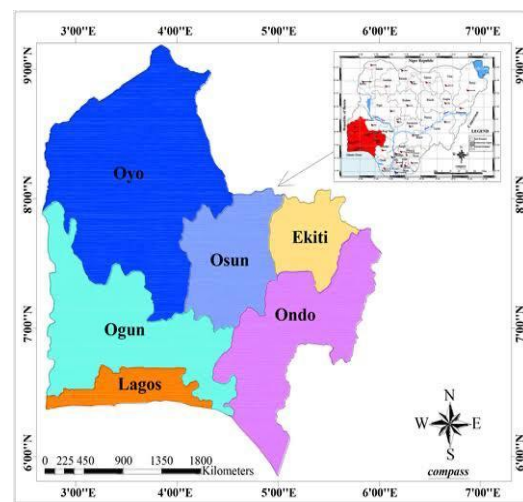 3'00"E 4'00"E 5'00"E 6'00"E 7'00"E
9'00"N
8'00"N
7'00"N
6'00"N
9'00"N
8'00"N
7'00"N
6'00"N
Niger Republic
LEGEND
Oyo
Osun
Ekiti
Ogun
Ondo
Lagos
N
W E
S
compass
0 225 450 900 1350 1800
Kilometers
3'00"E 4'00"E 5'00"E 6'00"E 7'00"E